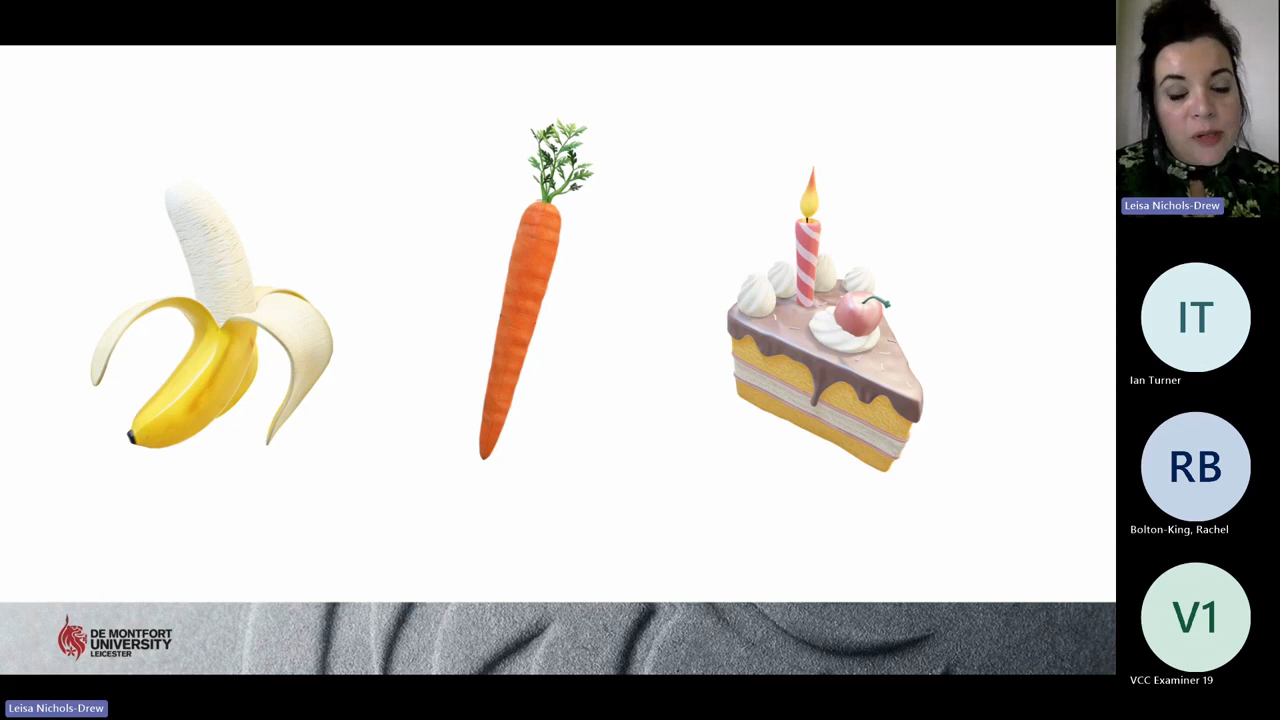 DE MONTFORT
UNIVERSITY
LEICESTER
Leisa Nichols-Drew
Leisa Nichols-Drew
IT
Ian Turner
RB
Bolton-King, Rachel
V1
VCC Examiner 19